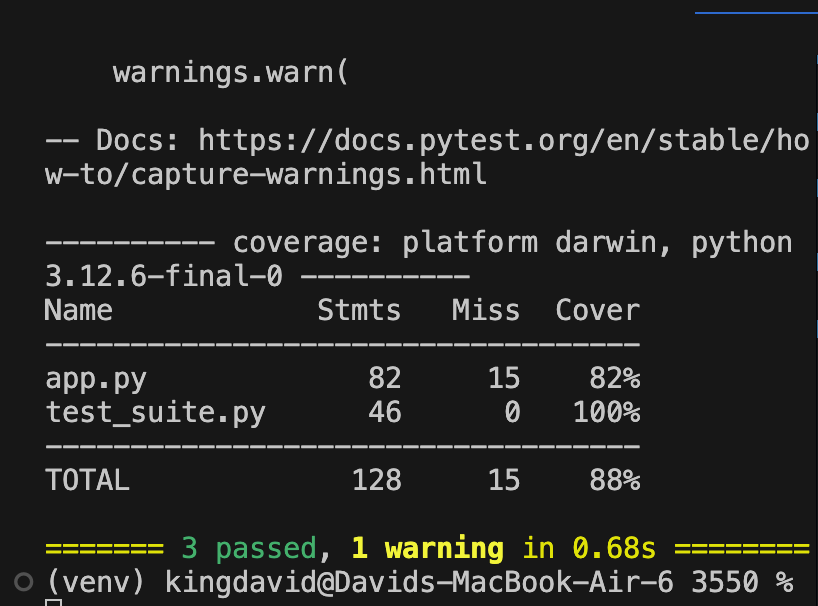 warnings.warn(
-- Docs: https://docs.pytest.org/en/stable/ho
w-to/capture-warnings.html
---------- coverage: platform darwin, python
3.12.6-final-0 ----------
Name Stmts Miss Cover
-----------------------------------
app.py 82 15 82%
test_suite.py 46 0 100%
-----------------------------------
TOTAL 128 15 88%
======= 3 passed, 1 warning in 0.68s ========
(venv) kingdavid@Davids-MacBook-Air-6 3550 %